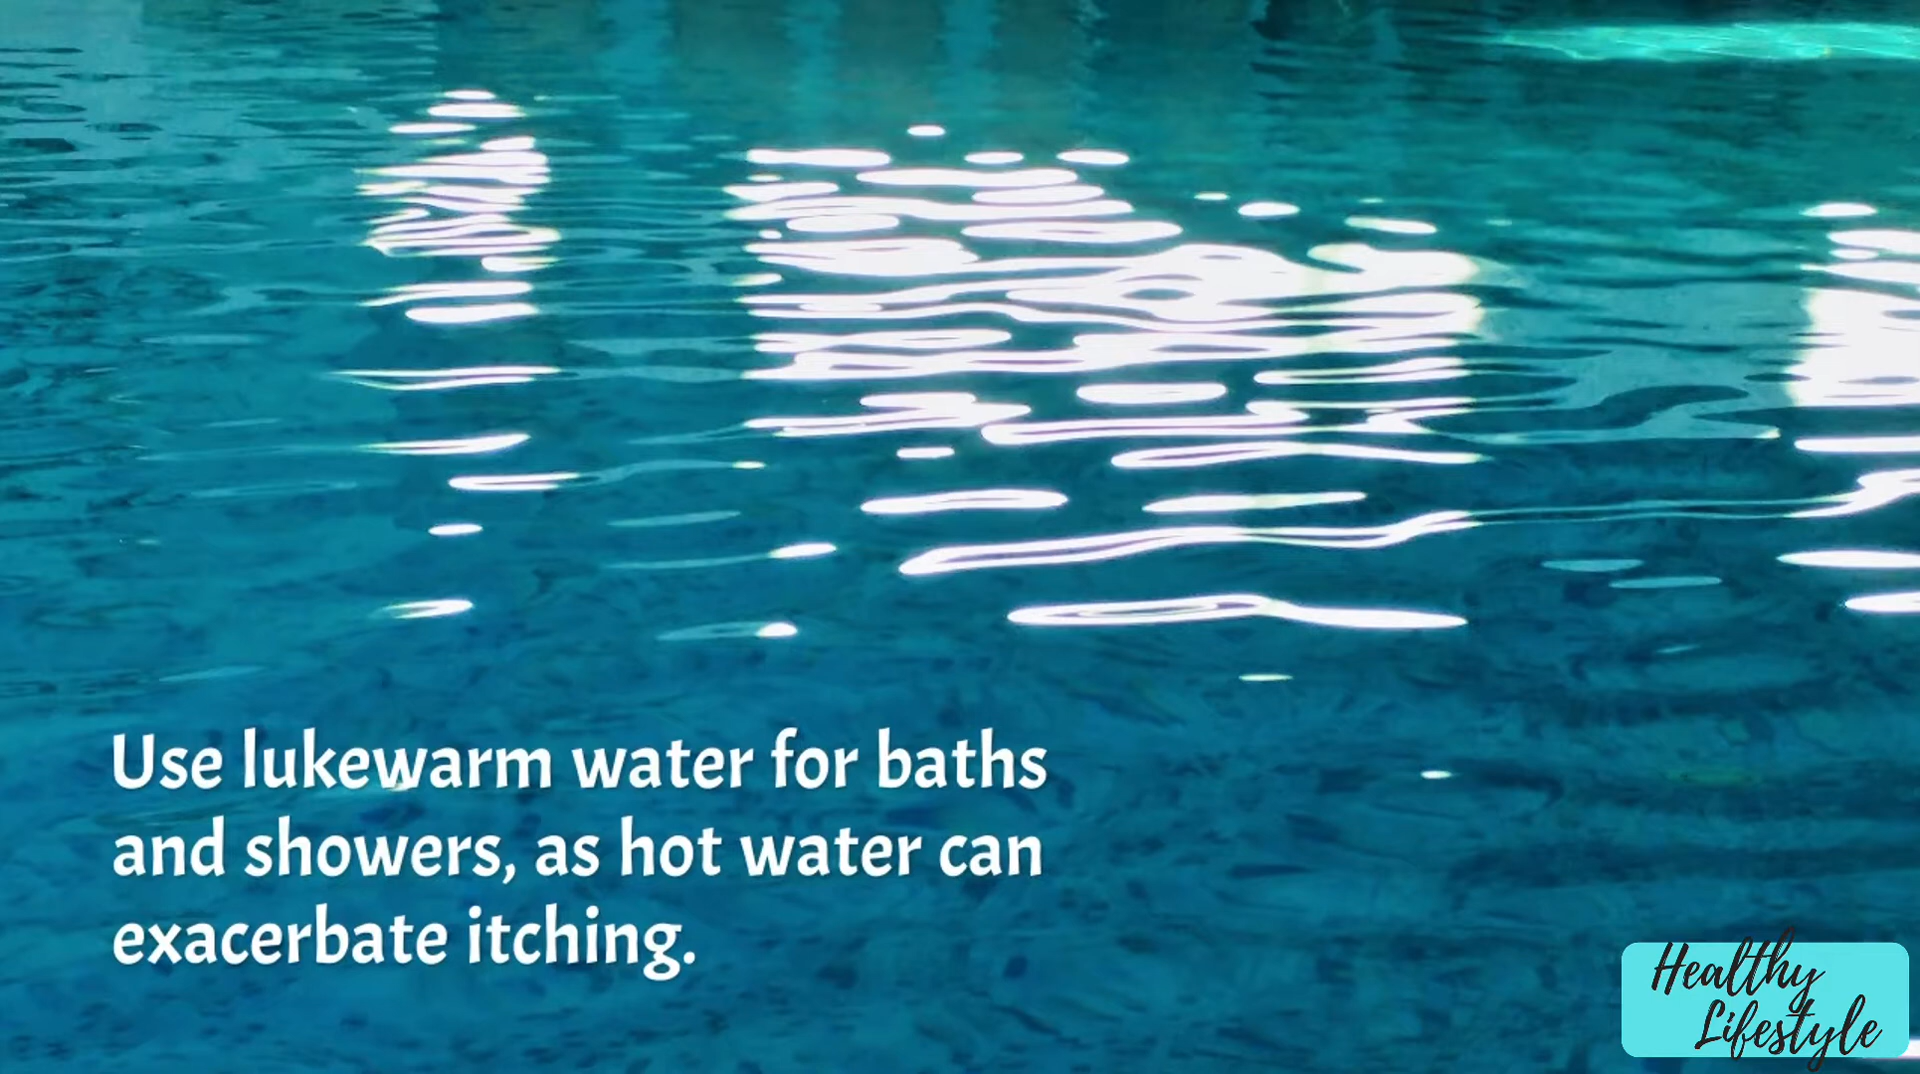 Use lukewarm water for baths
and showers, as hot water can
exacerbate itching.
Healthy
Lifestyle